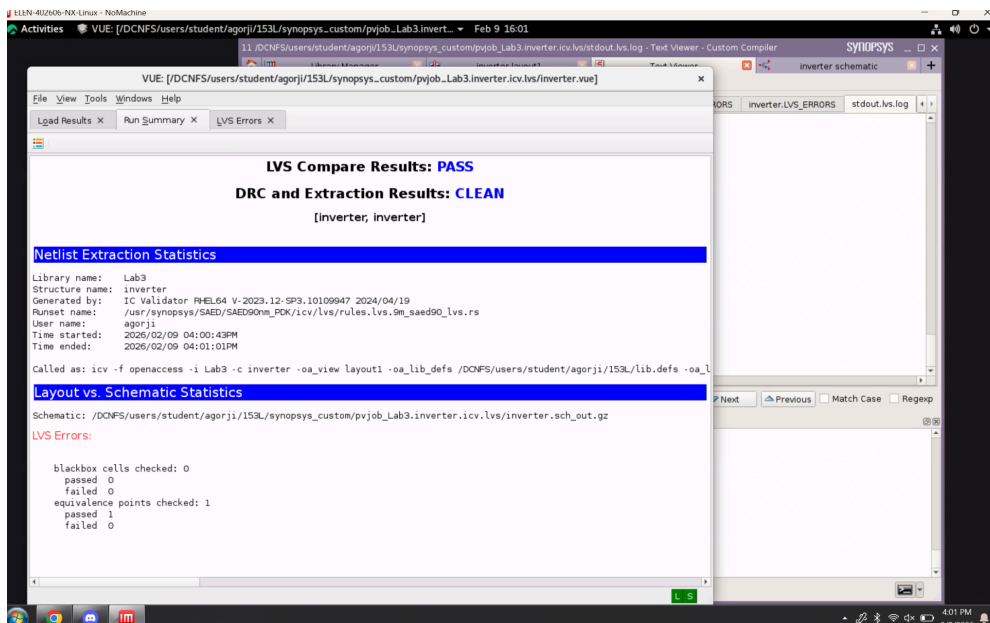 ELEN-402606-NX-Linux - NoMachine
Activities VUE: [/DCNFS/users/student/agorji/153L/synopsys_custom/pvjob_Lab3.invert... Feb 9 16:01
11 /DCNFS/users/student/agorji/153L/synopsys_custom/pvjob_Lab3.inverter.icv.lvs/stdout.lvs.log - Text Viewer - Custom Compiler SYNOPSYS
Library Manager inverter layout1 Text Viewer inverter schematic
VUE: [/DCNFS/users/student/agorji/153L/synopsys_custom/pvjob_Lab3.inverter.icv.lvs/inverter.vue]
File View Tools Windows Help
RORS inverter.LVS_ERRORS stdout.lvs.log
Load Results Run Summary LVS Errors
LVS Compare Results: PASS
DRC and Extraction Results: CLEAN
[inverter, inverter]
Netlist Extraction Statistics
Library name: Lab3
Structure name: inverter
Generated by: IC Validator RHEL64 V-2023.12-SP3.10109947 2024/04/19
Runset name: /usr/synopsys/SAED/SAED90nm_PDK/icv/lvs/rules.lvs.9m_saed90_lvs.rs
User name: agorji
Time started: 2026/02/09 04:00:43PM
Time ended: 2026/02/09 04:01:01PM
Called as: icv -f openaccess -i Lab3 -c inverter -oa_view layout1 -oa_lib_defs /DCNFS/users/student/agorji/153L/lib.defs -oa_l
Layout vs. Schematic Statistics
Next Previous Match Case Regexp
Schematic: /DCNFS/users/student/agorji/153L/synopsys_custom/pvjob_Lab3.inverter.icv.lvs/inverter.sch_out.gz
LVS Errors:
blackbox cells checked: 0
passed 0
failed 0
equivalence points checked: 1
passed 1
failed 0
L S
4:01 PM